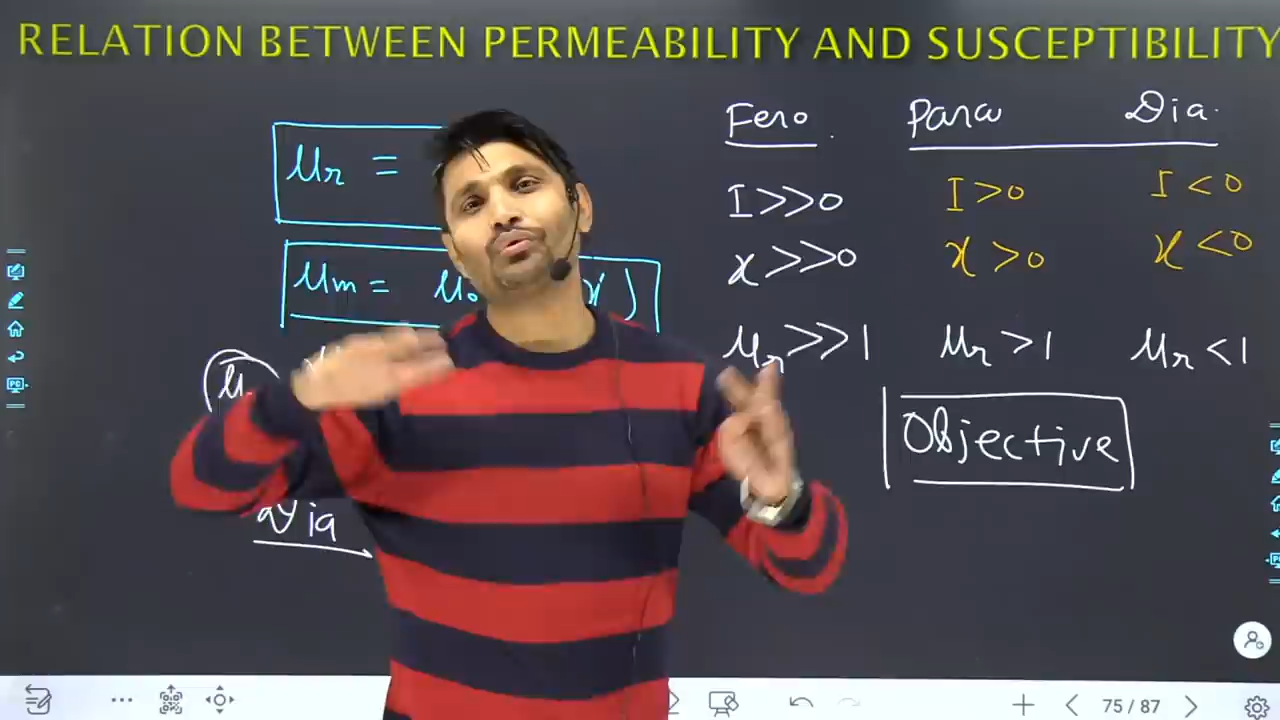 RELATION BETWEEN PERMEABILITY AND SUSCEPTIBILITY
Fero. Para Dia.
μr =
I>>0 I>0 I<0
μm = μo χ)
χ>>0 χ>0 χ<0
μr>>1 μr>1 μr<1
Objective
75 / 87